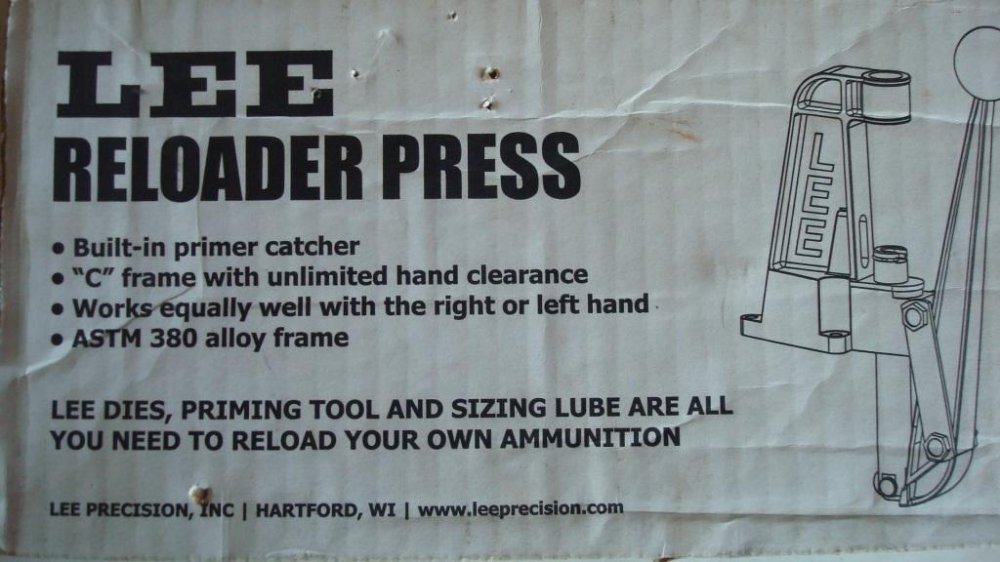 LEE
RELOADER PRESS
• Built-in primer catcher
• "C" frame with unlimited hand clearance
• Works equally well with the right or left hand
• ASTM 380 alloy frame
LEE DIES, PRIMING TOOL AND SIZING LUBE ARE ALL
YOU NEED TO RELOAD YOUR OWN AMMUNITION
LEE PRECISION, INC | HARTFORD, WI | www.leeprecision.com
LEE